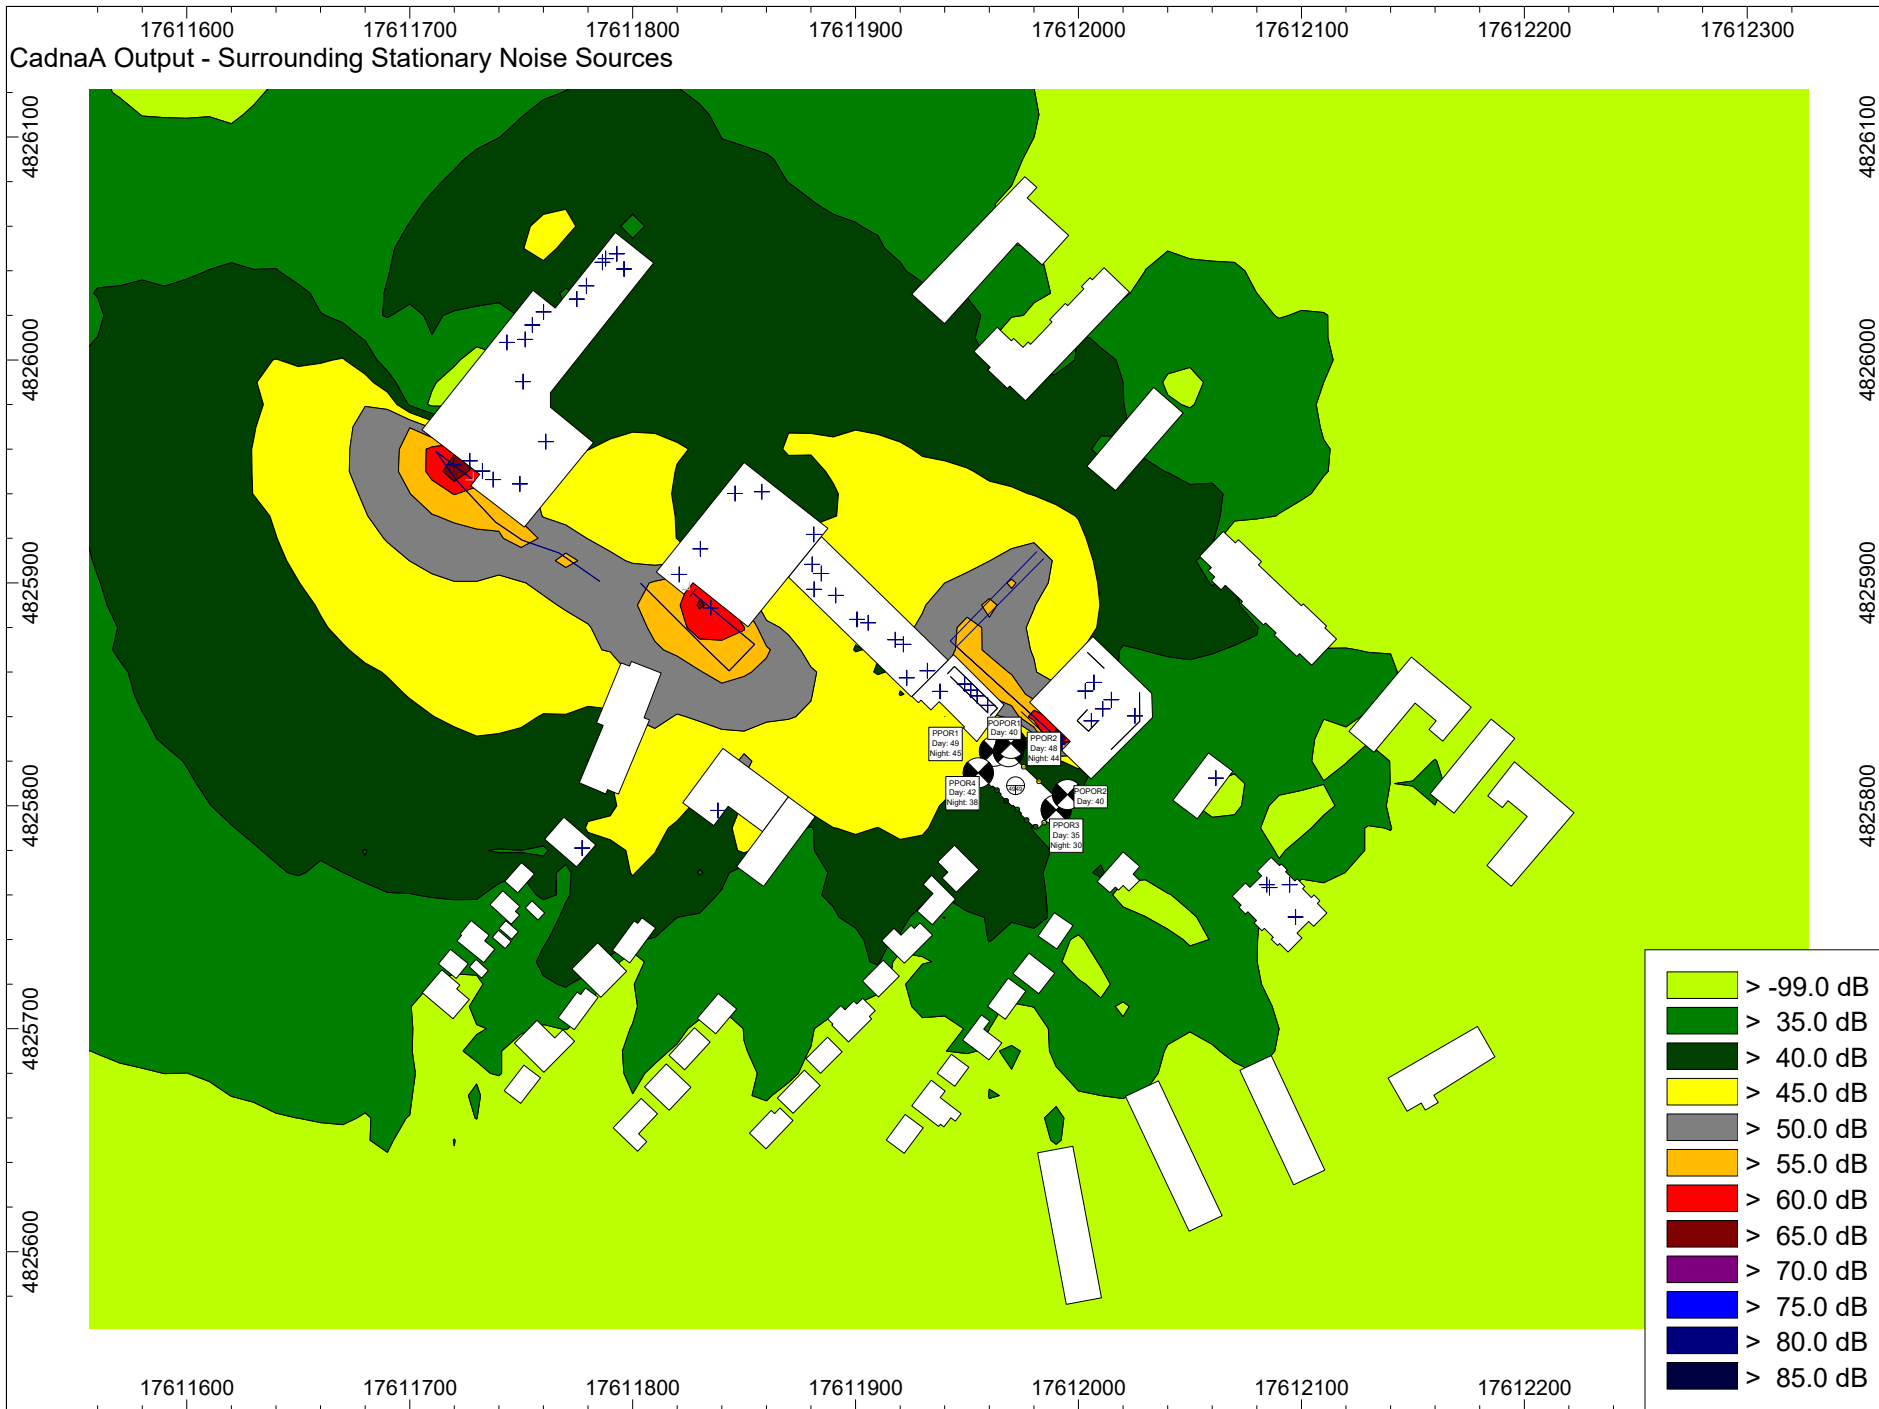 17611600 17611700 17611800 17611900 17612000 17612100 17612200 17612300
CadnaA Output - Surrounding Stationary Noise Sources
4826100
4826000
4825900
4825800
4825700
4825600
4826100
4826000
4825900
4825800
PPOR1
Day: 49
Night: 45
POPOR1
Day: 40
PPOR2
Day: 48
Night: 44
PPOR4
Day: 42
Night: 38
POPOR2
Day: 40
PPOR3
Day: 35
Night: 30
> -99.0 dB
> 35.0 dB
> 40.0 dB
> 45.0 dB
> 50.0 dB
> 55.0 dB
> 60.0 dB
> 65.0 dB
> 70.0 dB
> 75.0 dB
> 80.0 dB
> 85.0 dB
17611600 17611700 17611800 17611900 17612000 17612100 17612200